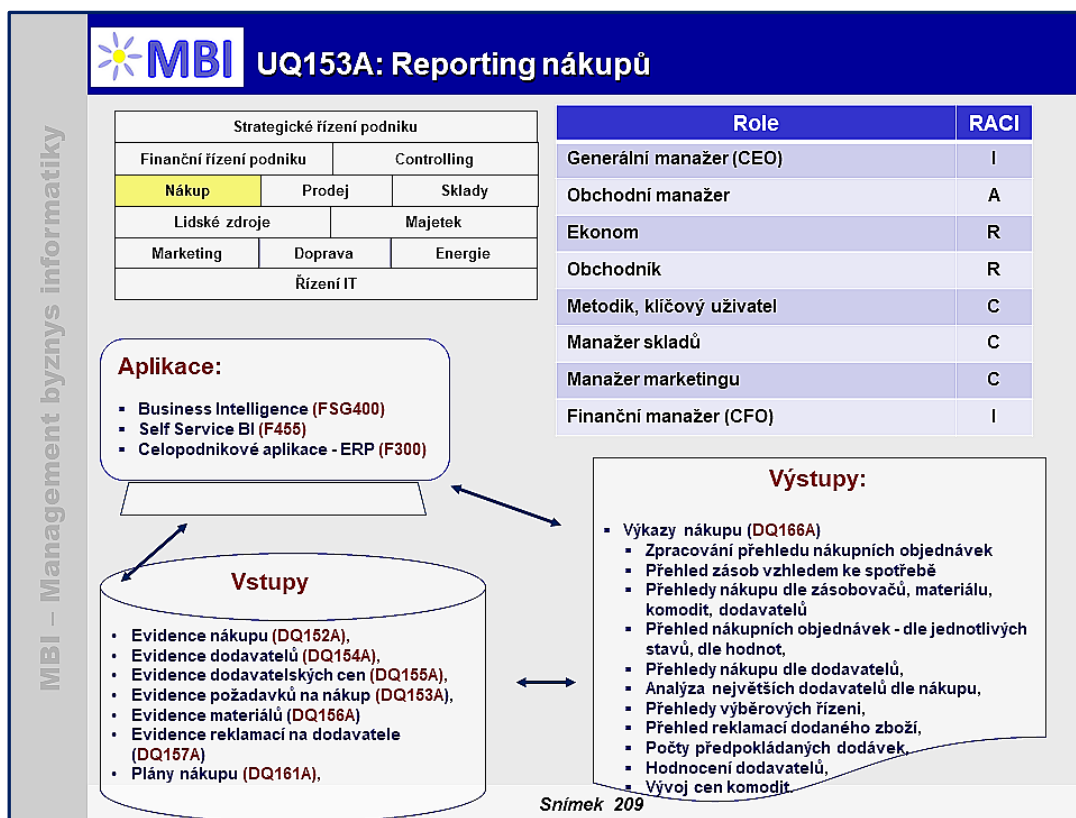 MBI
UQ153A: Reporting nákupů
MBI – Management byznys informatiky
Strategické řízení podniku
Finanční řízení podniku
Controlling
Nákup
Prodej
Sklady
Lidské zdroje
Majetek
Marketing
Doprava
Energie
Řízení IT
Role RACI
Generální manažer (CEO) I
Obchodní manažer A
Ekonom R
Obchodník R
Metodik, klíčový uživatel C
Manažer skladů C
Manažer marketingu C
Finanční manažer (CFO) I
Aplikace:
▪ Business Intelligence (FSG400)
▪ Self Service BI (F455)
▪ Celopodnikové aplikace - ERP (F300)
Vstupy
• Evidence nákupu (DQ152A),
• Evidence dodavatelů (DQ154A),
• Evidence dodavatelských cen (DQ155A),
• Evidence požadavků na nákup (DQ153A),
• Evidence materiálů (DQ156A)
• Evidence reklamací na dodavatele
(DQ157A)
• Plány nákupu (DQ161A),
Výstupy:
▪ Výkazy nákupu (DQ166A)
▪ Zpracování přehledu nákupních objednávek
▪ Přehled zásob vzhledem ke spotřebě
▪ Přehledy nákupu dle zásobovačů, materiálu,
komodit, dodavatelů
▪ Přehled nákupních objednávek - dle jednotlivých
stavů, dle hodnot,
▪ Přehledy nákupu dle dodavatelů,
▪ Analýza největších dodavatelů dle nákupu,
▪ Přehledy výběrových řízeni,
▪ Přehled reklamací dodaného zboží,
▪ Počty předpokládaných dodávek,
▪ Hodnocení dodavatelů,
▪ Vývoj cen komodit.
Snímek 209